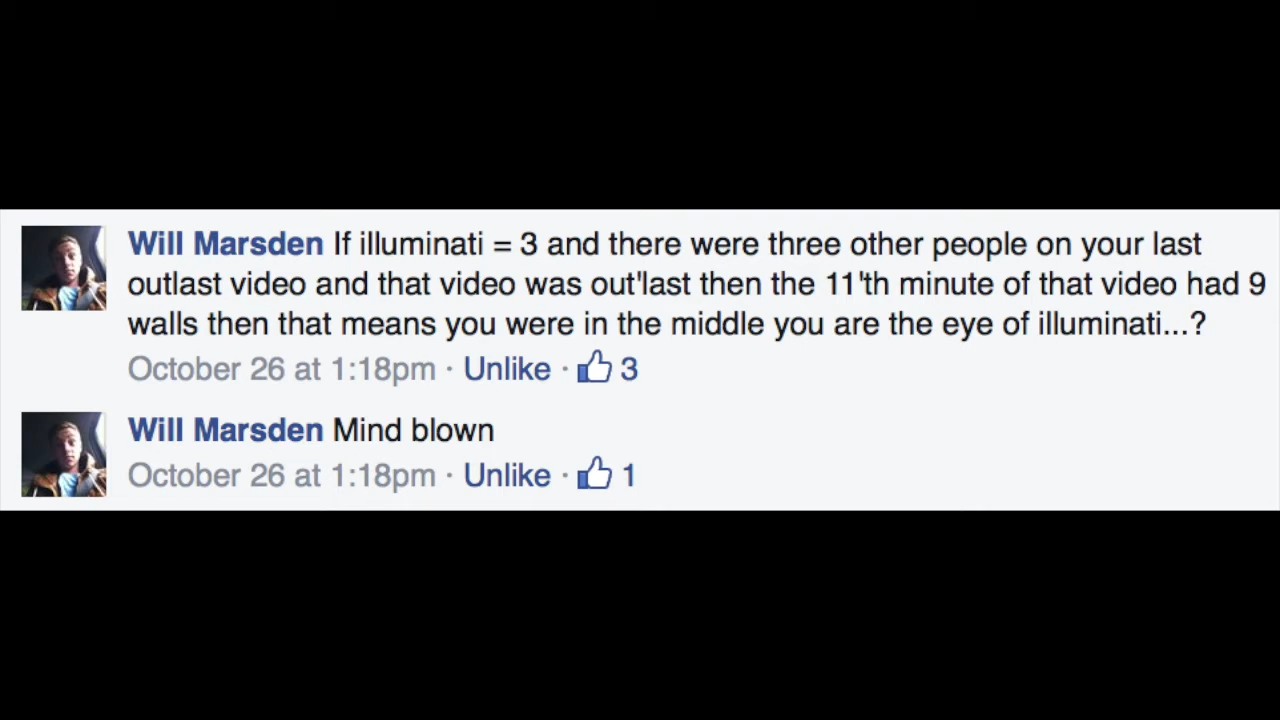 Will Marsden If illuminati = 3 and there were three other people on your last
outlast video and that video was out'last then the 11'th minute of that video had 9
walls then that means you were in the middle you are the eye of illuminati...?
October 26 at 1:18pm · Unlike · 3
Will Marsden Mind blown
October 26 at 1:18pm · Unlike · 1